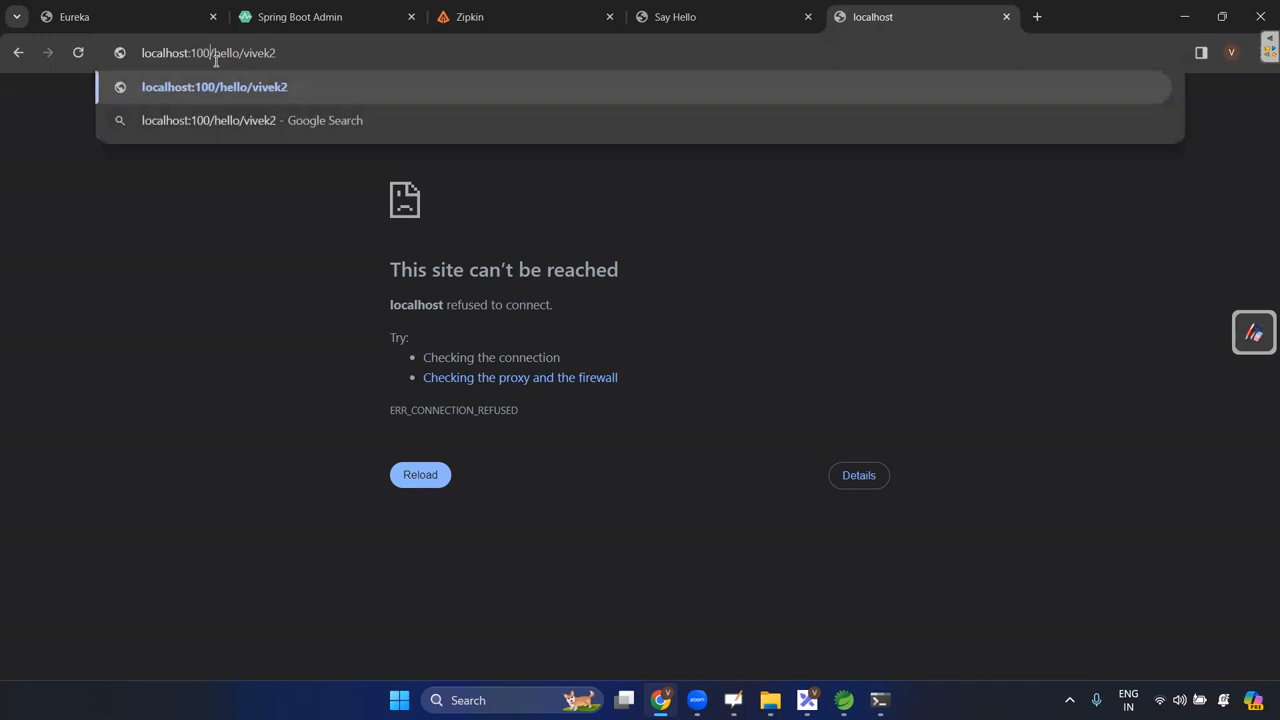 Eureka
Spring Boot Admin
Zipkin
Say Hello
localhost
localhost:100/hello/vivek2
V
localhost:100/hello/vivek2
localhost:100/hello/vivek2 - Google Search
This site can't be reached
localhost refused to connect.
Try:
Checking the connection
Checking the proxy and the firewall
ERR_CONNECTION_REFUSED
Reload
Details
Search
V
zoom
V
ENG
IN
PRE